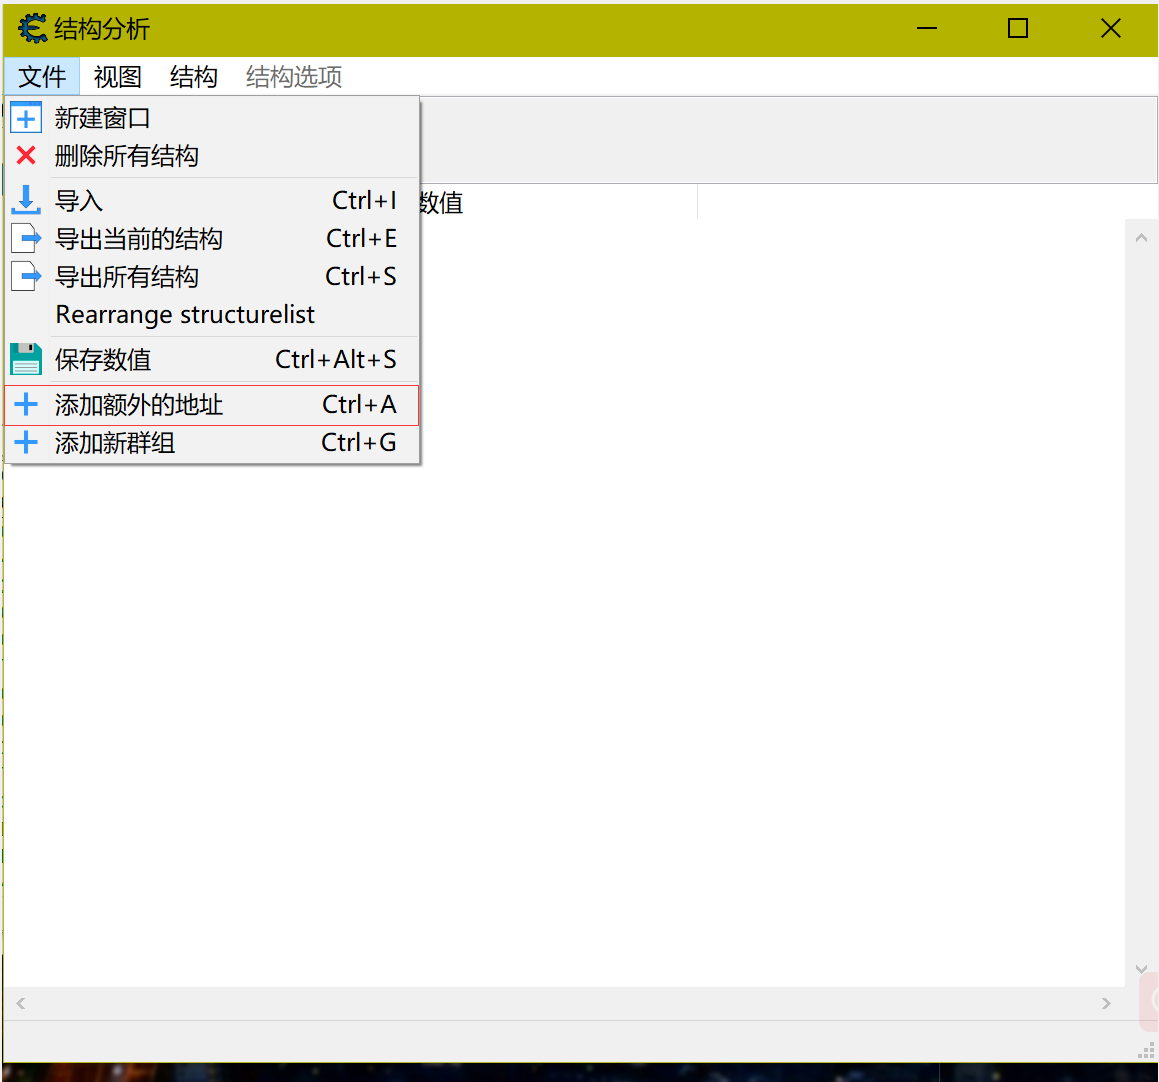 结构分析
文件 视图 结构 结构选项
新建窗口
删除所有结构
导入 Ctrl+I
数值
导出当前的结构 Ctrl+E
导出所有结构 Ctrl+S
Rearrange structurelist
保存数值 Ctrl+Alt+S
添加额外的地址 Ctrl+A
添加新群组 Ctrl+G